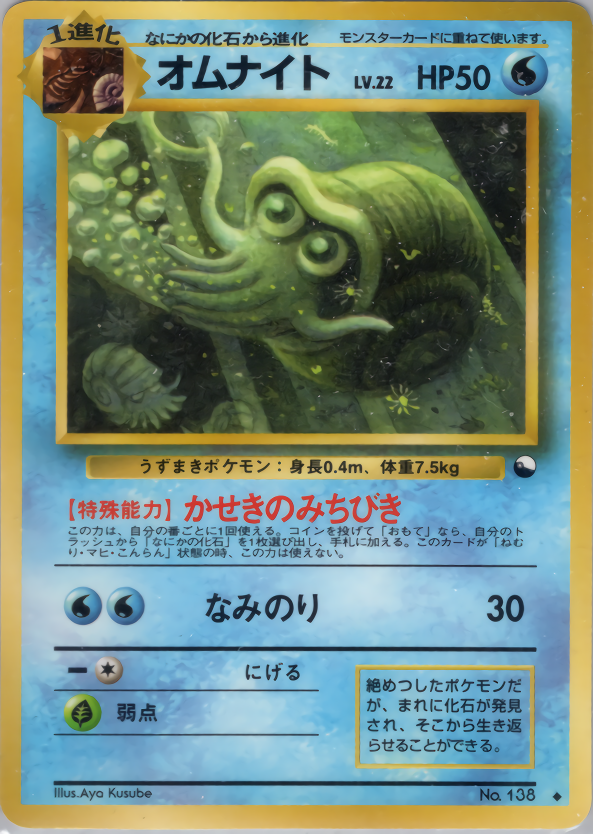 1進化
なにかの化石から進化
モンスターカードに重ねて使います。
オムナイト LV.22 HP50
うずまきポケモン：身長0.4m、体重7.5kg
【特殊能力】かせきのみちびき
この力は、自分の番ごとに1回使える。コインを投げて「おもて」なら、自分のト
ラッシュから「なにかの化石」を1枚選び出し、手札に加える。このカードが「ねむ
り・マヒ・こんらん」状態の時、この力は使えない。
なみのり 30
にげる
弱点
絶めつしたポケモンだ
が、まれに化石が発見
され、そこから生き返
らせることができる。
Illus.Aya Kusube
No. 138